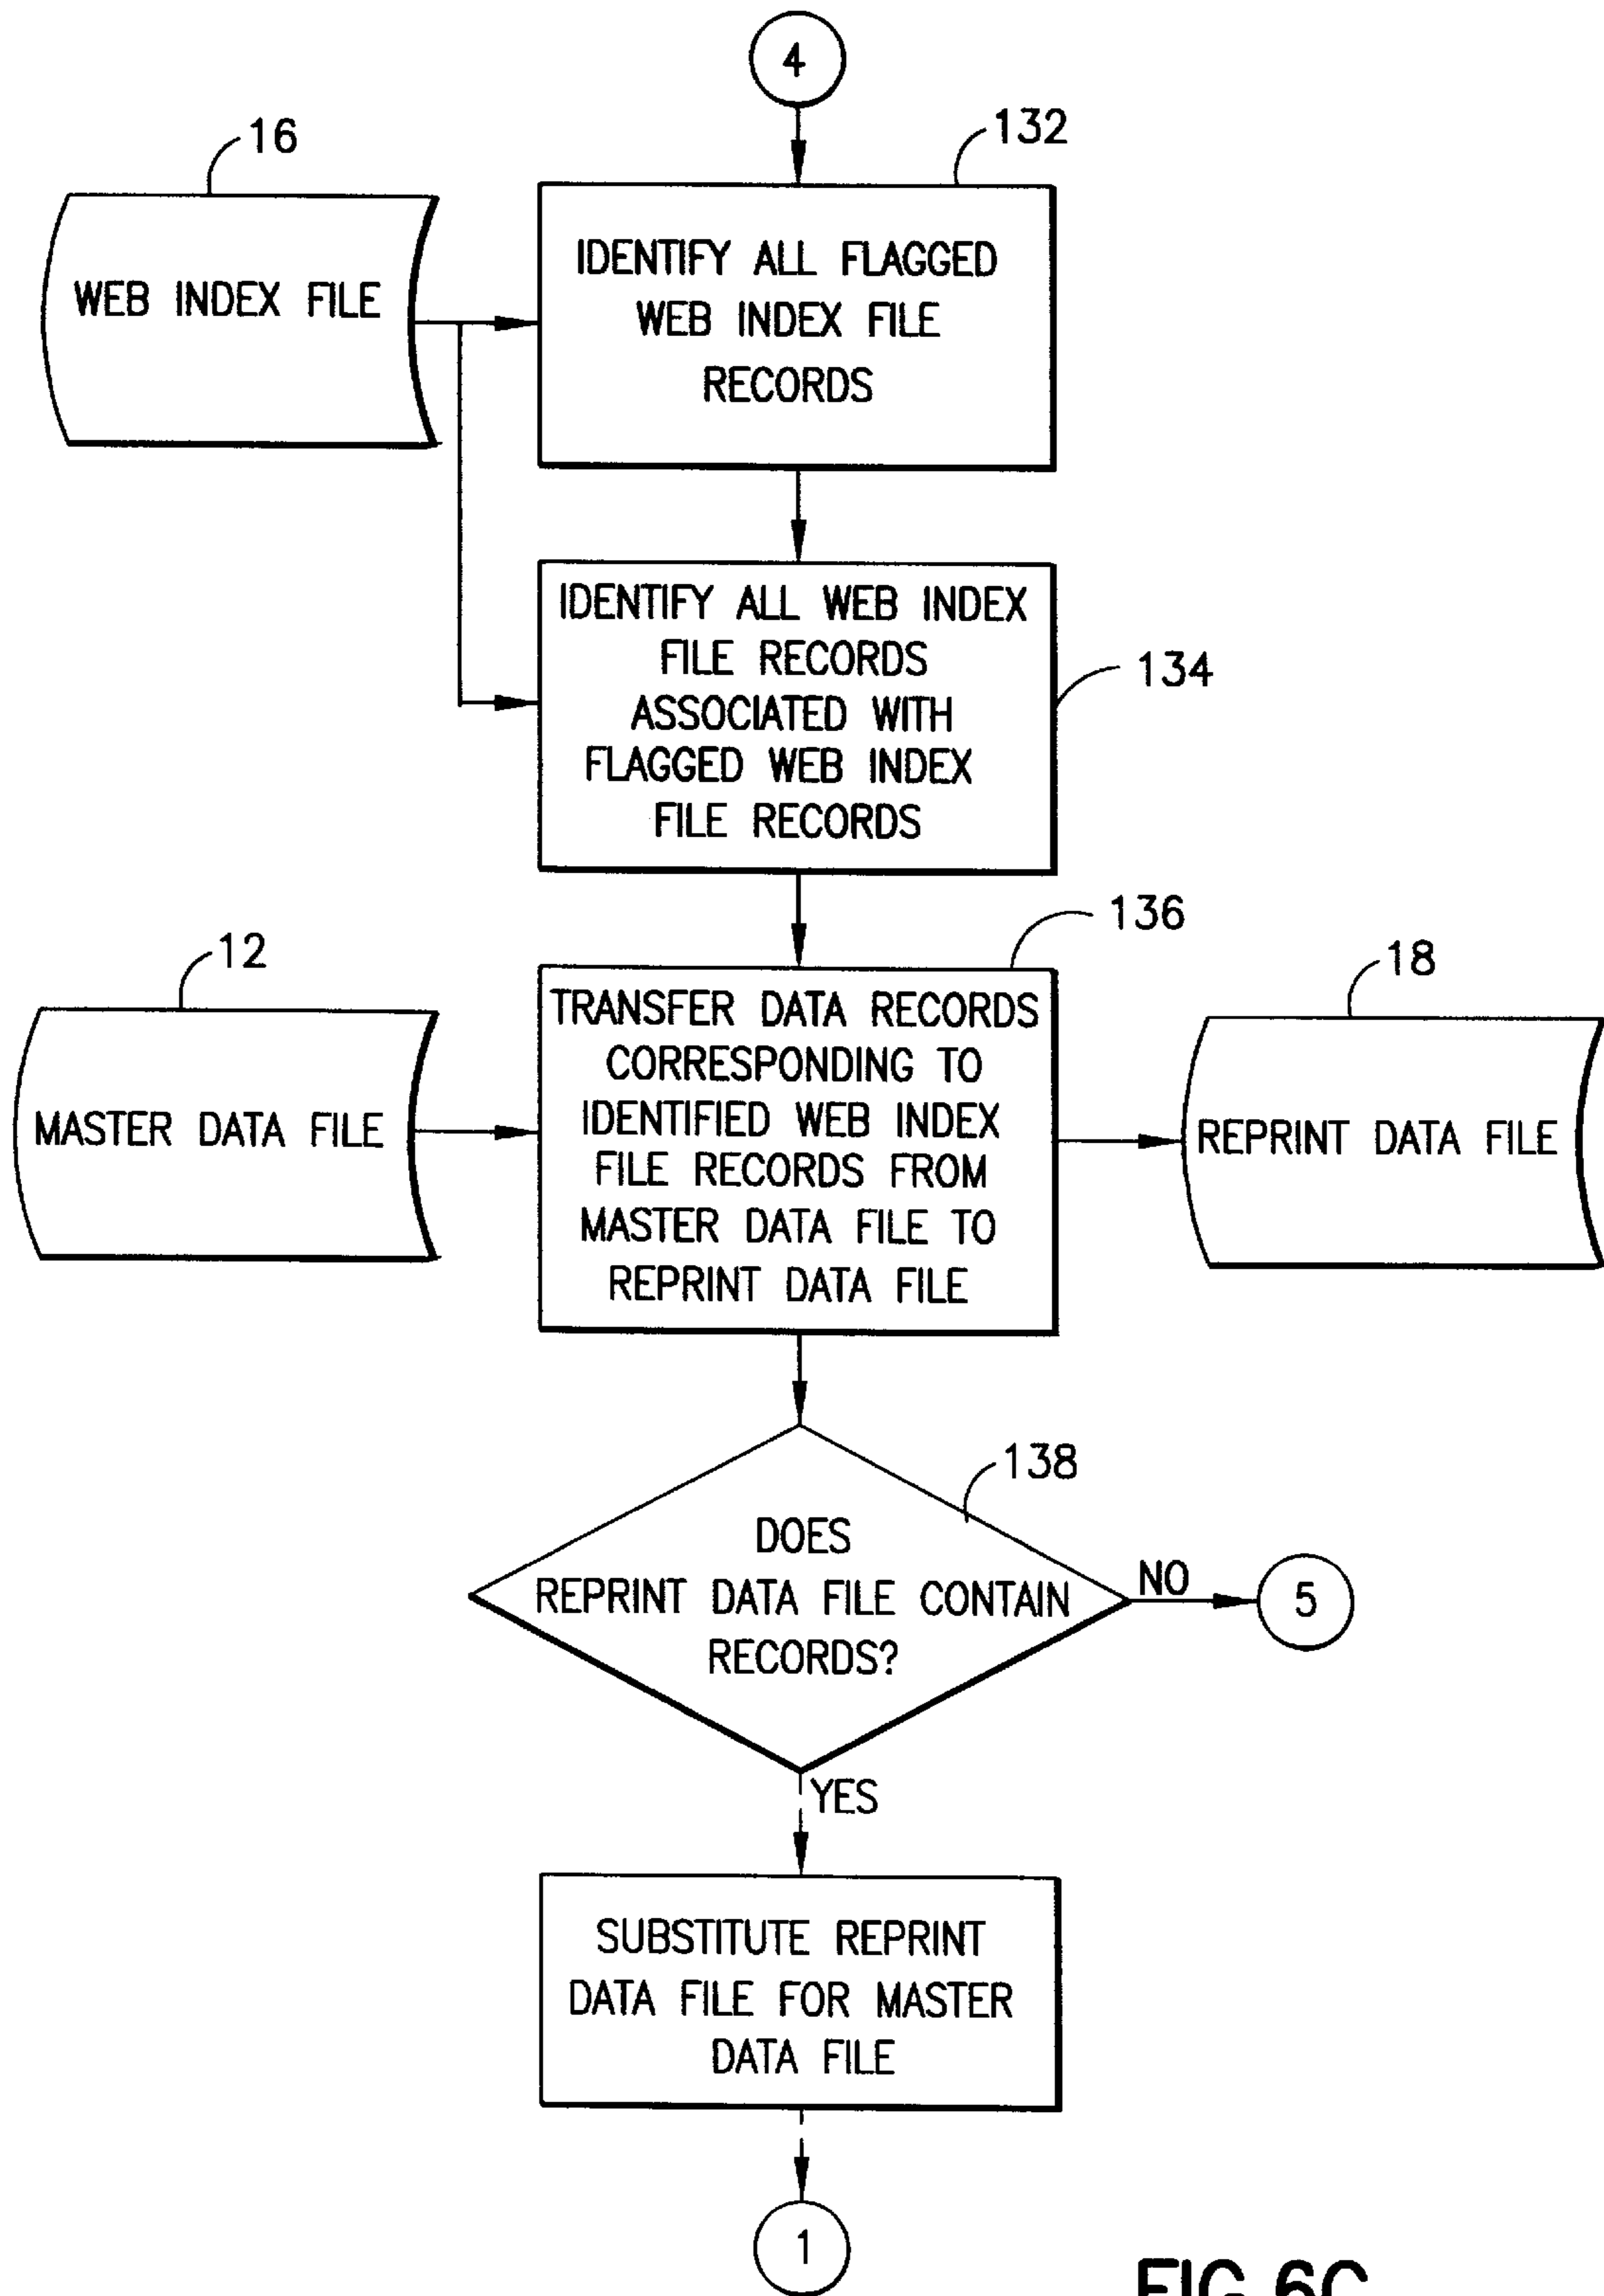 4
16
132
WEB INDEX FILE
IDENTIFY ALL FLAGGED
WEB INDEX FILE
RECORDS
IDENTIFY ALL WEB INDEX
FILE RECORDS
ASSOCIATED WITH
FLAGGED WEB INDEX
FILE RECORDS
134
12
136
18
MASTER DATA FILE
TRANSFER DATA RECORDS
CORRESPONDING TO
IDENTIFIED WEB INDEX
FILE RECORDS FROM
MASTER DATA FILE TO
REPRINT DATA FILE
REPRINT DATA FILE
138
DOES
REPRINT DATA FILE CONTAIN
RECORDS?
NO
5
YES
SUBSTITUTE REPRINT
DATA FILE FOR MASTER
DATA FILE
1
FIG.6C